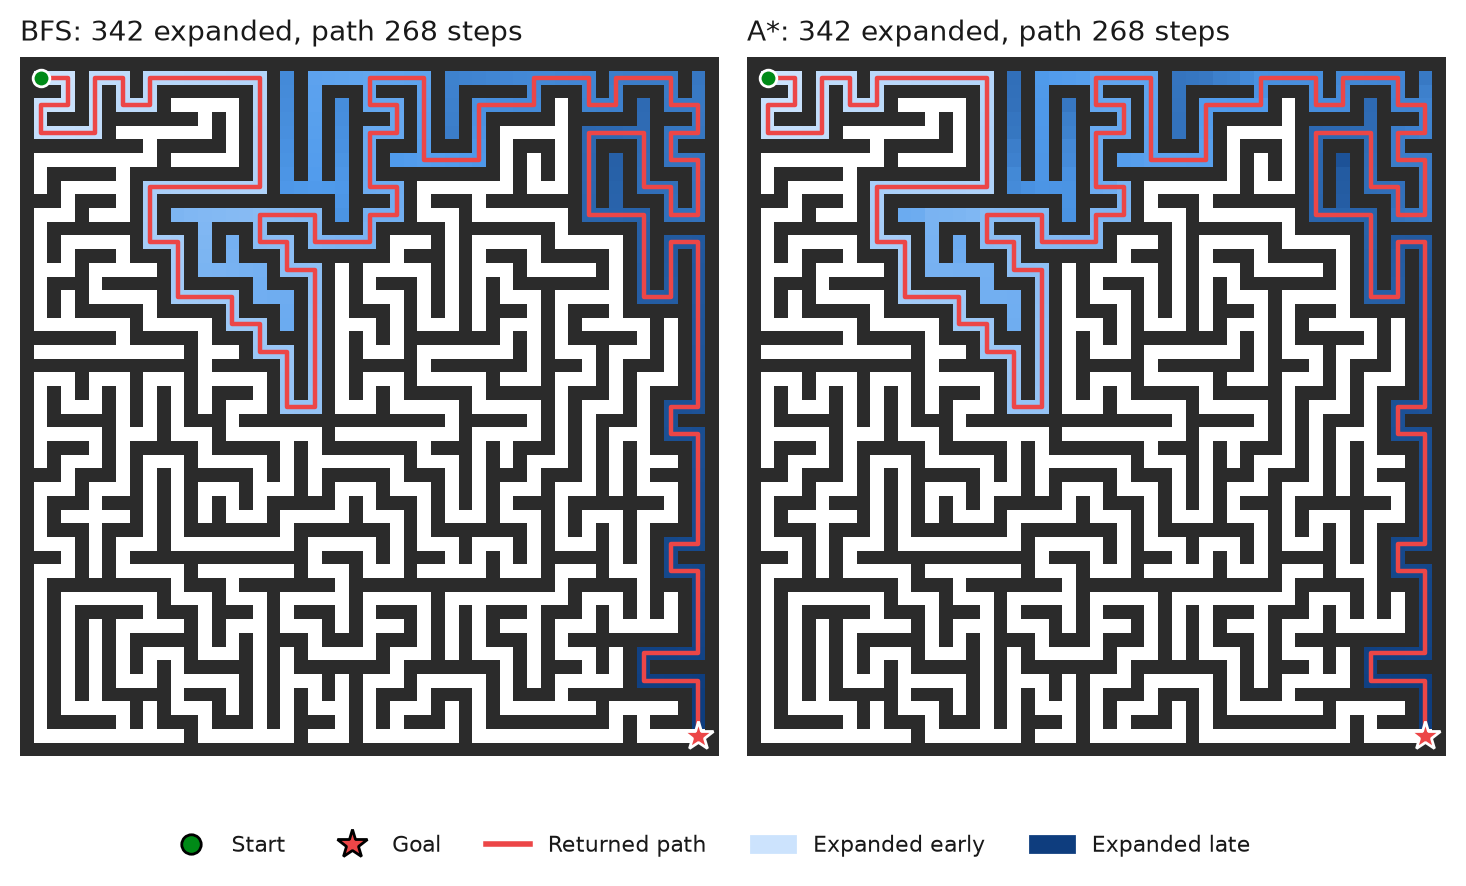 BFS: 342 expanded, path 268 steps
A*: 342 expanded, path 268 steps
Start
Goal
Returned path
Expanded early
Expanded late